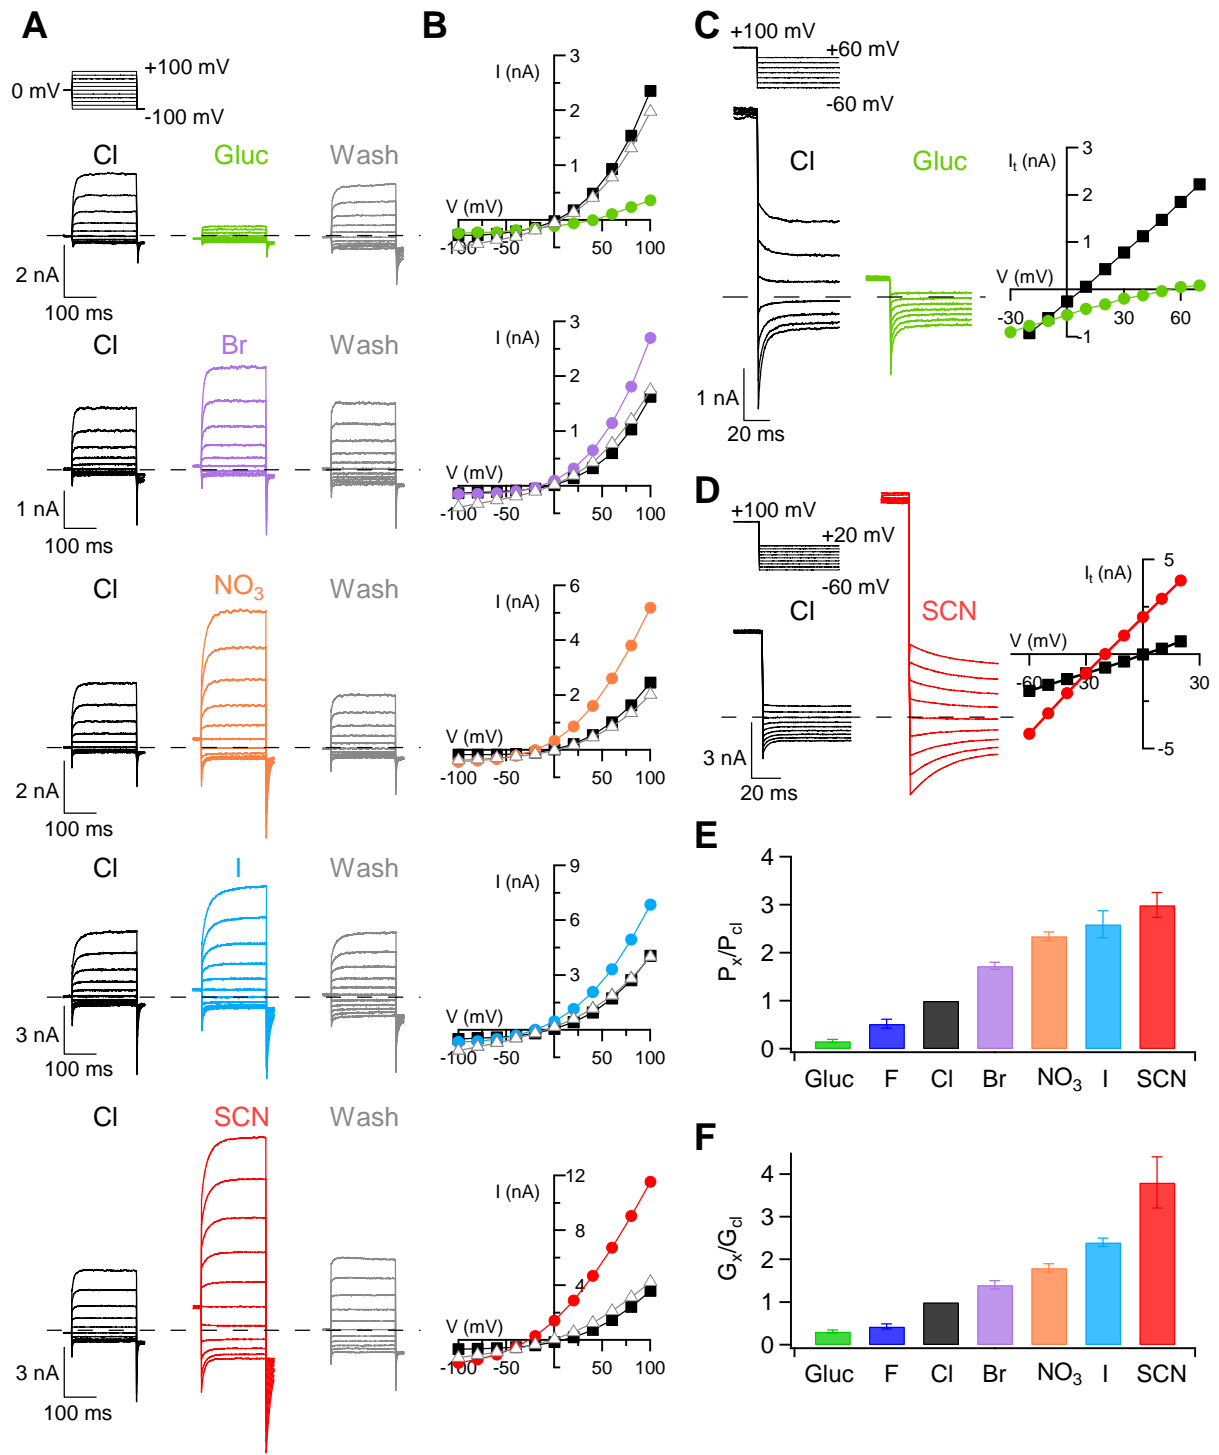 A
+100 mV
0 mV
-100 mV
Cl
Gluc
Wash
2 nA
100 ms
Cl
Br
Wash
1 nA
100 ms
Cl
NO3
Wash
2 nA
100 ms
Cl
I
Wash
3 nA
100 ms
Cl
SCN
Wash
3 nA
100 ms
B
3
I (nA)
2
1
V (mV)
-100
-50
50
100
3
I (nA)
2
1
V (mV)
-100
-50
50
100
6
I (nA)
4
2
V (mV)
-100
-50
50
100
9
I (nA)
6
3
V (mV)
-100
-50
50
100
12
I (nA)
8
4
V (mV)
-100
-50
50
100
C
+100 mV
+60 mV
-60 mV
Cl
Gluc
1 nA
20 ms
3
It (nA)
2
1
V (mV)
-30
30
60
-1
D
+100 mV
+20 mV
-60 mV
Cl
SCN
3 nA
20 ms
5
It (nA)
V (mV)
-60
-30
30
-5
E
4
3
2
1
0
Px/Pcl
Gluc F Cl Br NO3 I SCN
F
4
3
2
1
0
Gx/Gcl
Gluc F Cl Br NO3 I SCN